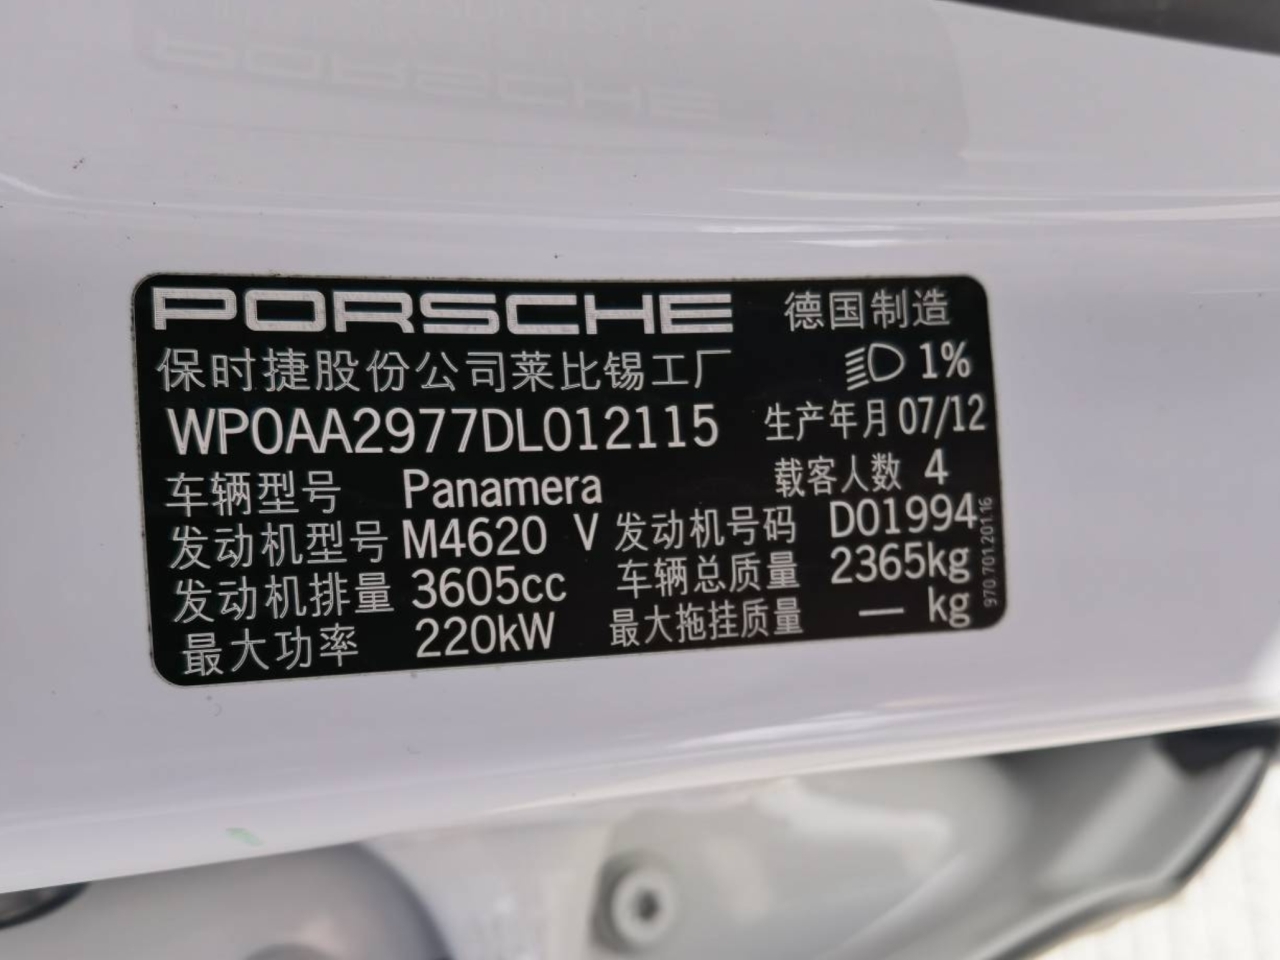 PORSCHE 德国制造
保时捷股份公司莱比锡工厂 1%
WP0AA2977DL012115 生产年月 07/12
车辆型号 Panamera 载客人数 4
发动机型号 M4620 V 发动机号码 D01994
发动机排量 3605cc 车辆总质量 2365kg
最大功率 220kW 最大拖挂质量 — kg
970.701.201.16